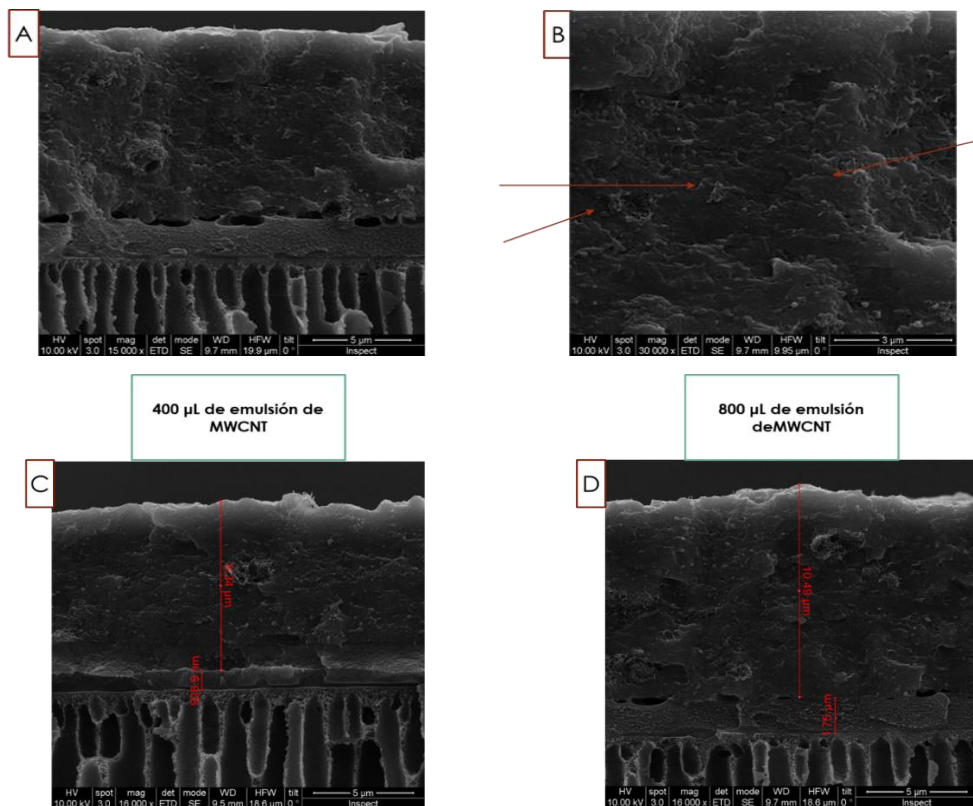 A
HV spot mag det mode WD HFW tilt 5 µm
10.00 kV 3.0 15 000 x ETD SE 9.7 mm 19.9 µm 0 ° Inspect
B
HV spot mag det mode WD HFW tilt 3 µm
10.00 kV 3.0 30 000 x ETD SE 9.7 mm 9.95 µm 0 ° Inspect
400 µL de emulsión de
MWCNT
800 µL de emulsión
deMWCNT
C
µm
HV spot mag det mode WD HFW tilt 5 µm
10.00 kV 3.0 16 000 x ETD SE 9.5 mm 18.6 µm 0 ° Inspect
D
10.49 µm
1.75 µm
HV spot mag det mode WD HFW tilt 5 µm
10.00 kV 3.0 16 000 x ETD SE 9.7 mm 18.6 µm 0 ° Inspect